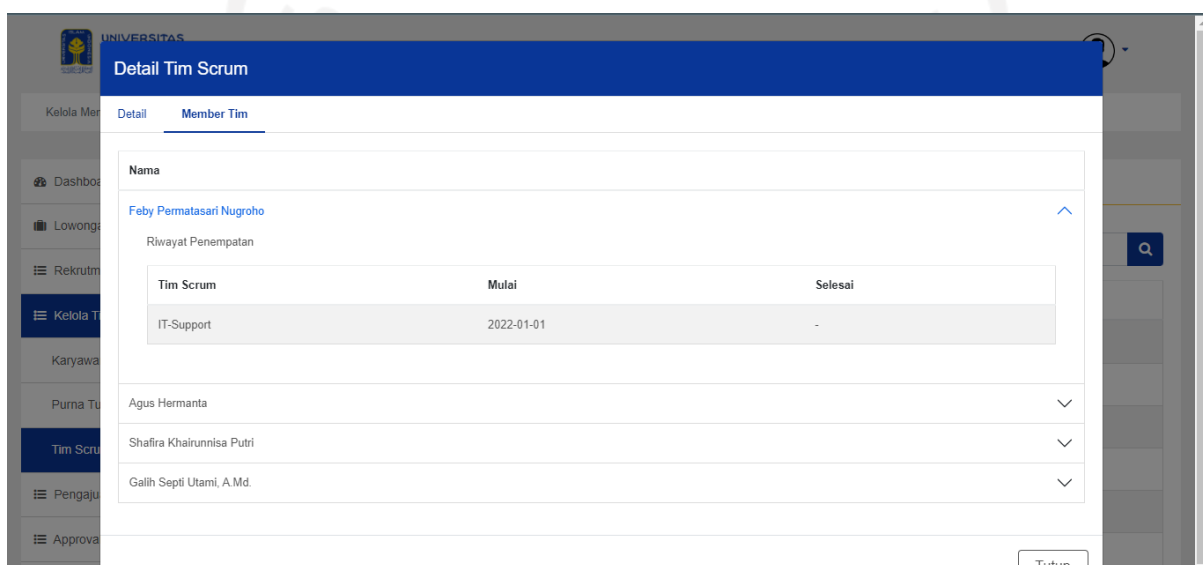 UNIVERSITAS
Detail Tim Scrum
Kelola Mer
Detail Member Tim
Nama
Dashboa
Feby Permatasari Nugroho
Lowonga
Riwayat Penempatan
Rekrutm
Tim Scrum Mulai Selesai
Kelola Ti
IT-Support 2022-01-01 -
Karyawa
Purna Tu
Agus Hermanta
Tim Scru
Shafira Khairunnisa Putri
Galih Septi Utami, A.Md.
Pengaju
Approva
Tutup